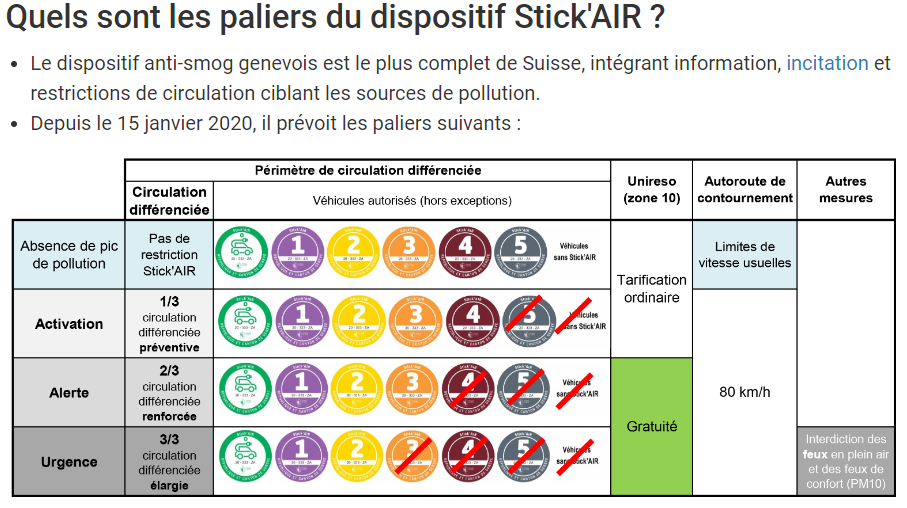 Quels sont les paliers du dispositif Stick'AIR ?
Le dispositif anti-smog genevois est le plus complet de Suisse, intégrant information, incitation et
restrictions de circulation ciblant les sources de pollution.
Depuis le 15 janvier 2020, il prévoit les paliers suivants :
Périmètre de circulation différenciée
Circulation
différenciée
Véhicules autorisés (hors exceptions)
Unireso
(zone 10)
Autoroute de
contournement
Autres
mesures
Absence de pic
de pollution
Pas de
restriction
Stick'AIR
1
2
3
4
5
Véhicules
sans Stick'AIR
Tarification
ordinaire
Limites de
vitesse usuelles
Activation
1/3
circulation
différenciée
préventive
1
2
3
4
5
Véhicules
sans Stick'AIR
Alerte
2/3
circulation
différenciée
renforcée
1
2
3
4
5
Véhicules
sans Stick'AIR
Gratuité
80 km/h
Urgence
3/3
circulation
différenciée
élargie
1
2
3
4
5
Véhicules
sans Stick'AIR
Interdiction des
feux en plein air
et des feux de
confort (PM10)